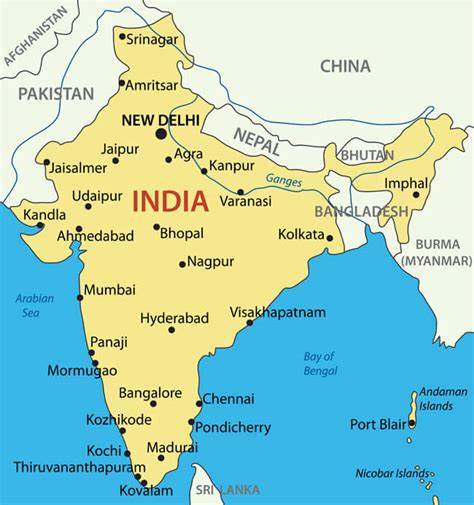 AFGHANISTAN
Srinagar
CHINA
PAKISTAN
Amritsar
NEW DELHI
NEPAL
Jaipur
Agra
Kanpur
BHUTAN
Jaisalmer
Ganges
Imphal
Udaipur
INDIA
Varanasi
BANGLADESH
Kandla
Ahmedabad
Bhopal
Kolkata
BURMA
(MYANMAR)
Nagpur
Arabian
Sea
Mumbai
Visakhapatnam
Hyderabad
Panaji
Bay of
Bengal
Mormugao
Bangalore
Chennai
Andaman
Islands
Kozhikode
Pondicherry
Port Blair
Kochi
Madurai
Thiruvananthapuram
Nicobar Islands
Kovalam
SRI LANKA